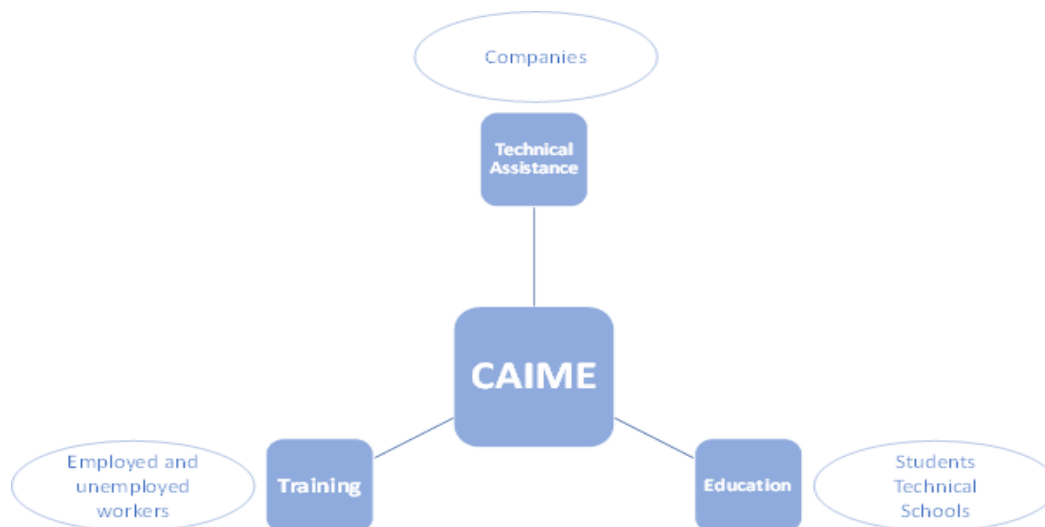 Companies
Technical
Assistance
CAIME
Employed and
unemployed
workers
Training
Education
Students
Technical
Schools